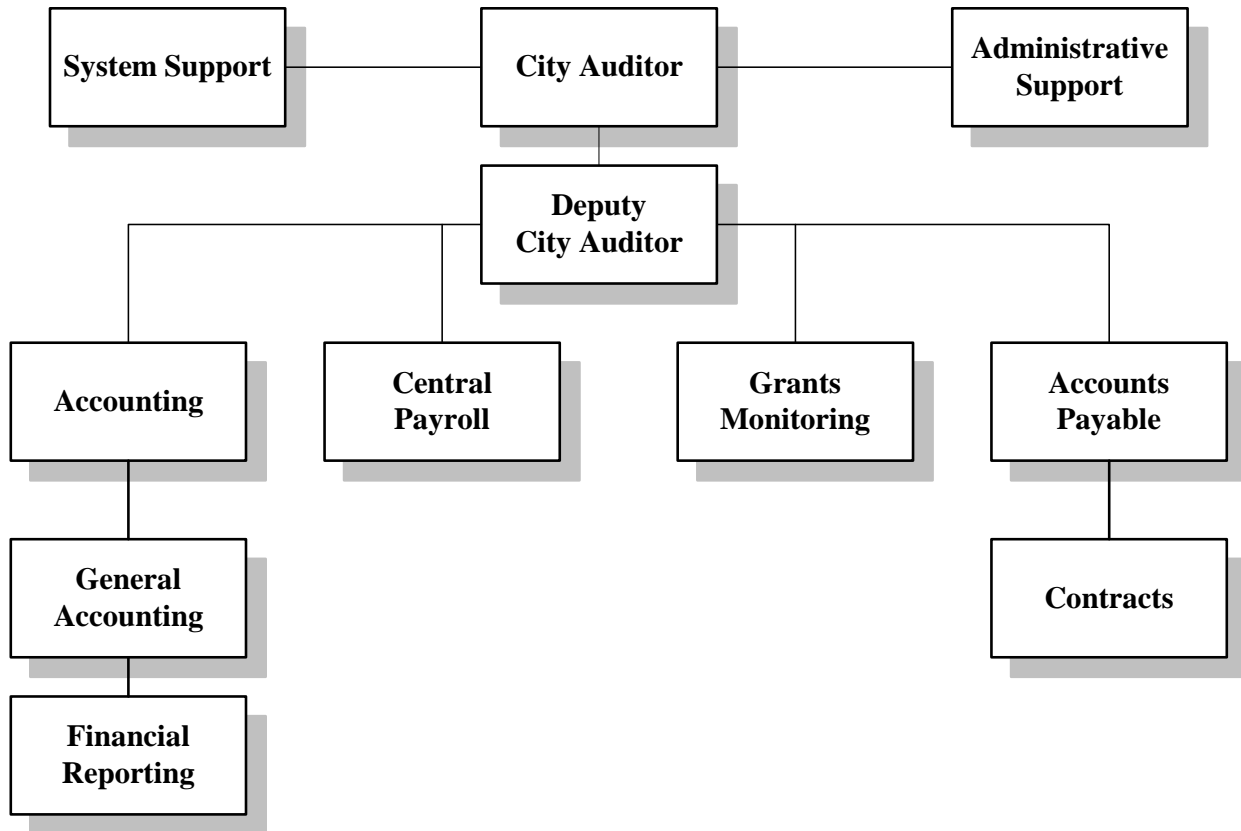 System Support
City Auditor
Administrative
Support
Deputy
City Auditor
Accounting
Central
Payroll
Grants
Monitoring
Accounts
Payable
General
Accounting
Contracts
Financial
Reporting